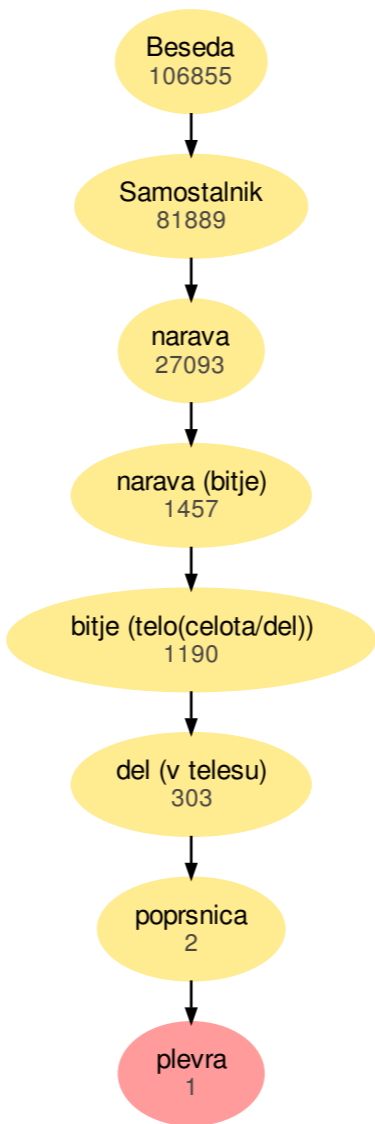 Beseda
106855
Samostalnik
81889
narava
27093
narava (bitje)
1457
bitje (telo(celota/del))
1190
del (v telesu)
303
poprsnica
2
plevra
1